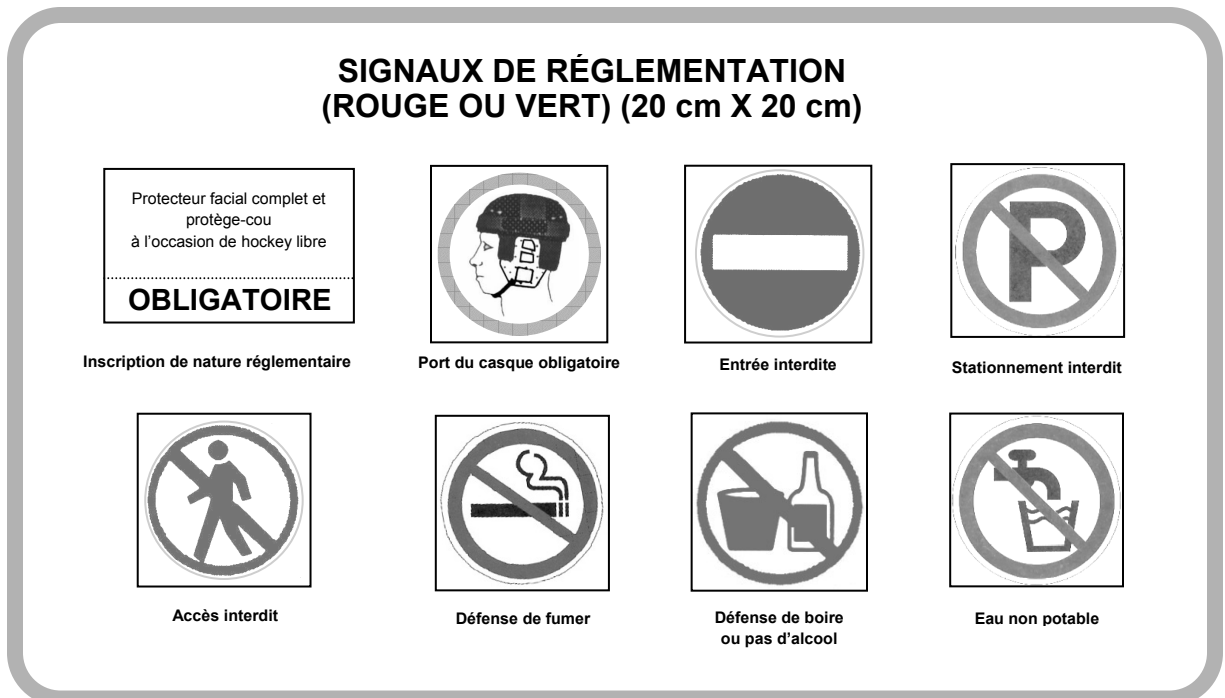 SIGNAUX DE RÉGLEMENTATION
(ROUGE OU VERT) (20 cm X 20 cm)
Protecteur facial complet et
protège-cou
à l'occasion de hockey libre
OBLIGATOIRE
Inscription de nature réglementaire
Port du casque obligatoire
Entrée interdite
P
Stationnement interdit
Accès interdit
Défense de fumer
Défense de boire
ou pas d'alcool
Eau non potable